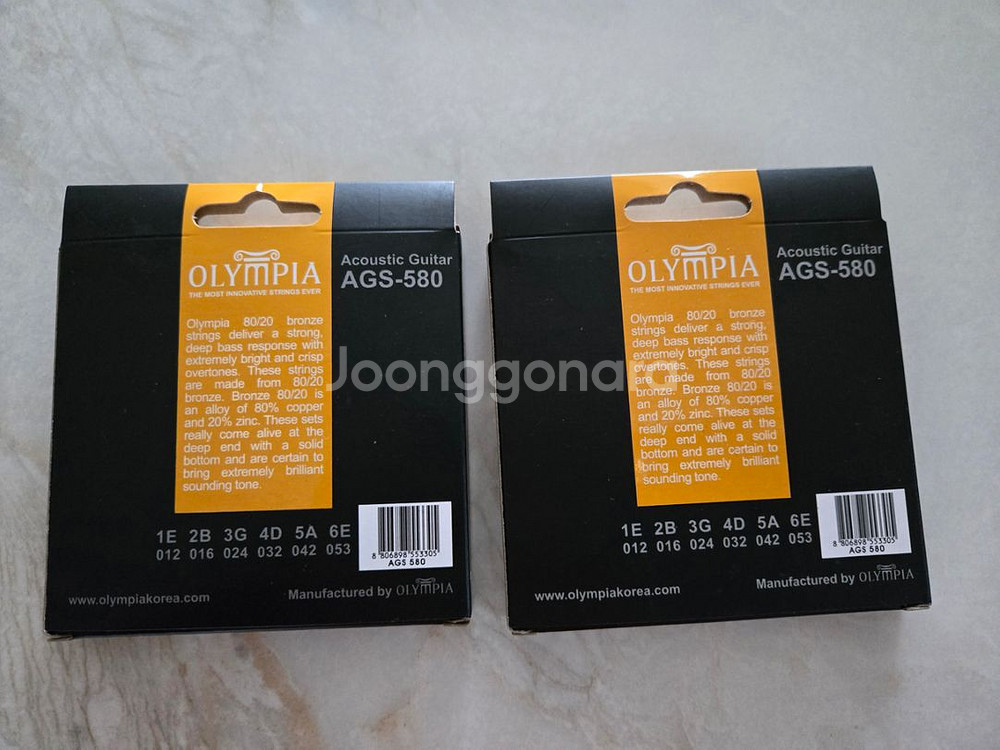 OLYMPIA
THE MOST INNOVATIVE STRINGS EVER
Acoustic Guitar
AGS-580
Olympia 80/20 bronze
strings deliver a strong,
deep bass response with
extremely bright and crisp
overtones. These strings
are made from 80/20
bronze. Bronze 80/20 is
an alloy of 80% copper
and 20% zinc. These sets
really come alive at the
deep end with a solid
bottom and are certain to
bring extremely brilliant
sounding tone.
1E 2B 3G 4D 5A 6E
012 016 024 032 042 053
8 806898 553305
AGS 580
www.olympiakorea.com
Manufactured by OLYMPIA
OLYMPIA
THE MOST INNOVATIVE STRINGS EVER
Acoustic Guitar
AGS-580
Olympia 80/20 bronze
strings deliver a strong,
deep bass response with
extremely bright and crisp
overtones. These strings
are made from 80/20
bronze. Bronze 80/20 is
an alloy of 80% copper
and 20% zinc. These sets
really come alive at the
deep end with a solid
bottom and are certain to
bring extremely brilliant
sounding tone.
1E 2B 3G 4D 5A 6E
012 016 024 032 042 053
8 806898 553305
AGS 580
www.olympiakorea.com
Manufactured by OLYMPIA
Joonggonara